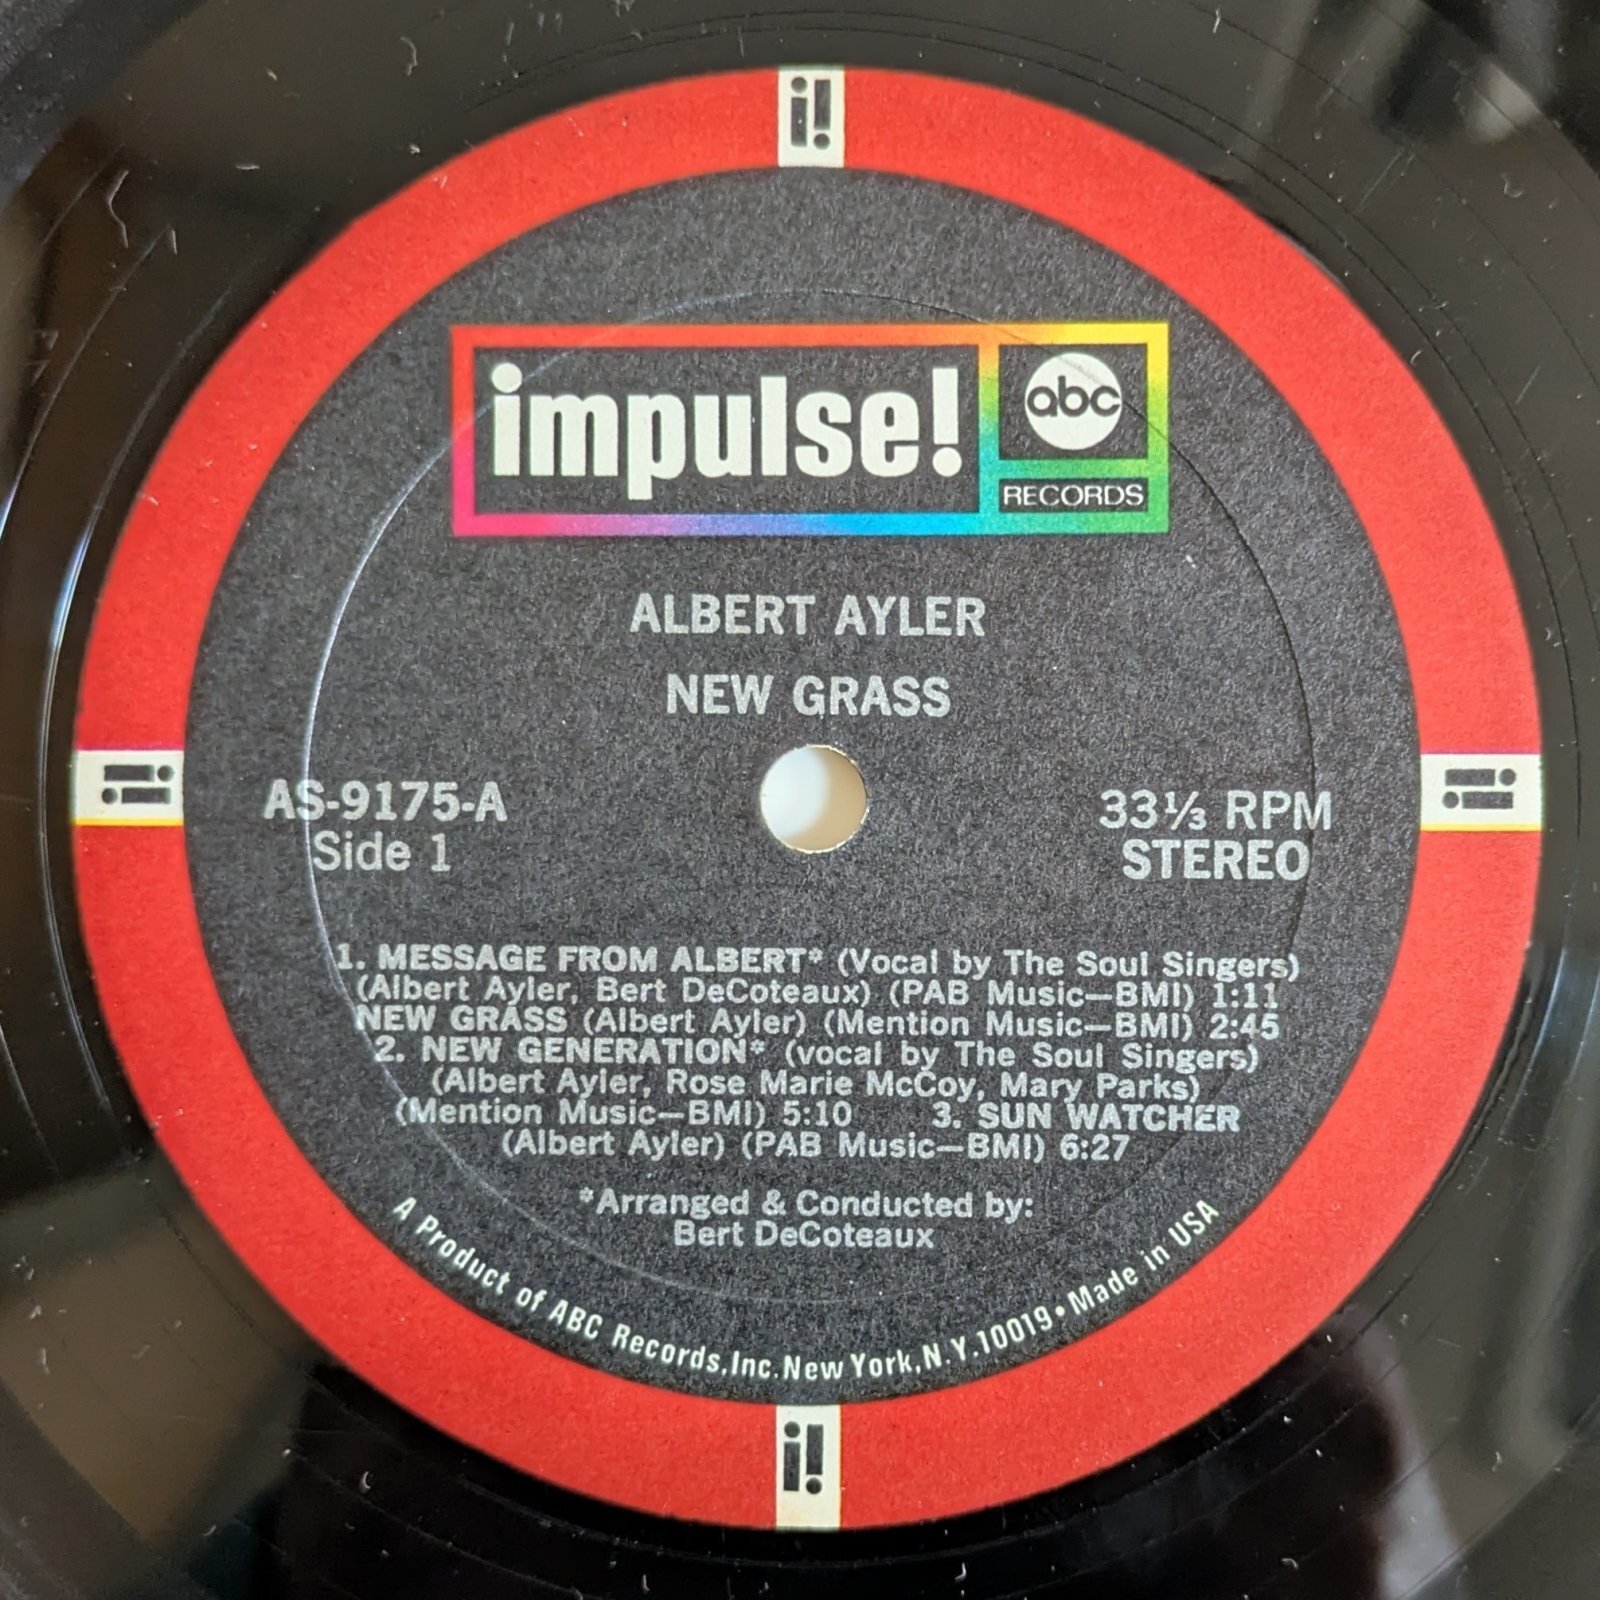 i!
impulse!
abc
RECORDS
ALBERT AYLER
NEW GRASS
AS-9175-A
Side 1
33⅓ RPM
STEREO
i!
i!
1. MESSAGE FROM ALBERT* (Vocal by The Soul Singers)
(Albert Ayler, Bert DeCoteaux) (PAB Music—BMI) 1:11
NEW GRASS (Albert Ayler) (Mention Music—BMI) 2:45
2. NEW GENERATION* (vocal by The Soul Singers)
(Albert Ayler, Rose Marie McCoy, Mary Parks)
(Mention Music—BMI) 5:10 3. SUN WATCHER
(Albert Ayler) (PAB Music—BMI) 6:27
*Arranged & Conducted by:
Bert DeCoteaux
A Product of ABC Records, Inc. New York, N.Y. 10019 • Made in USA
i!